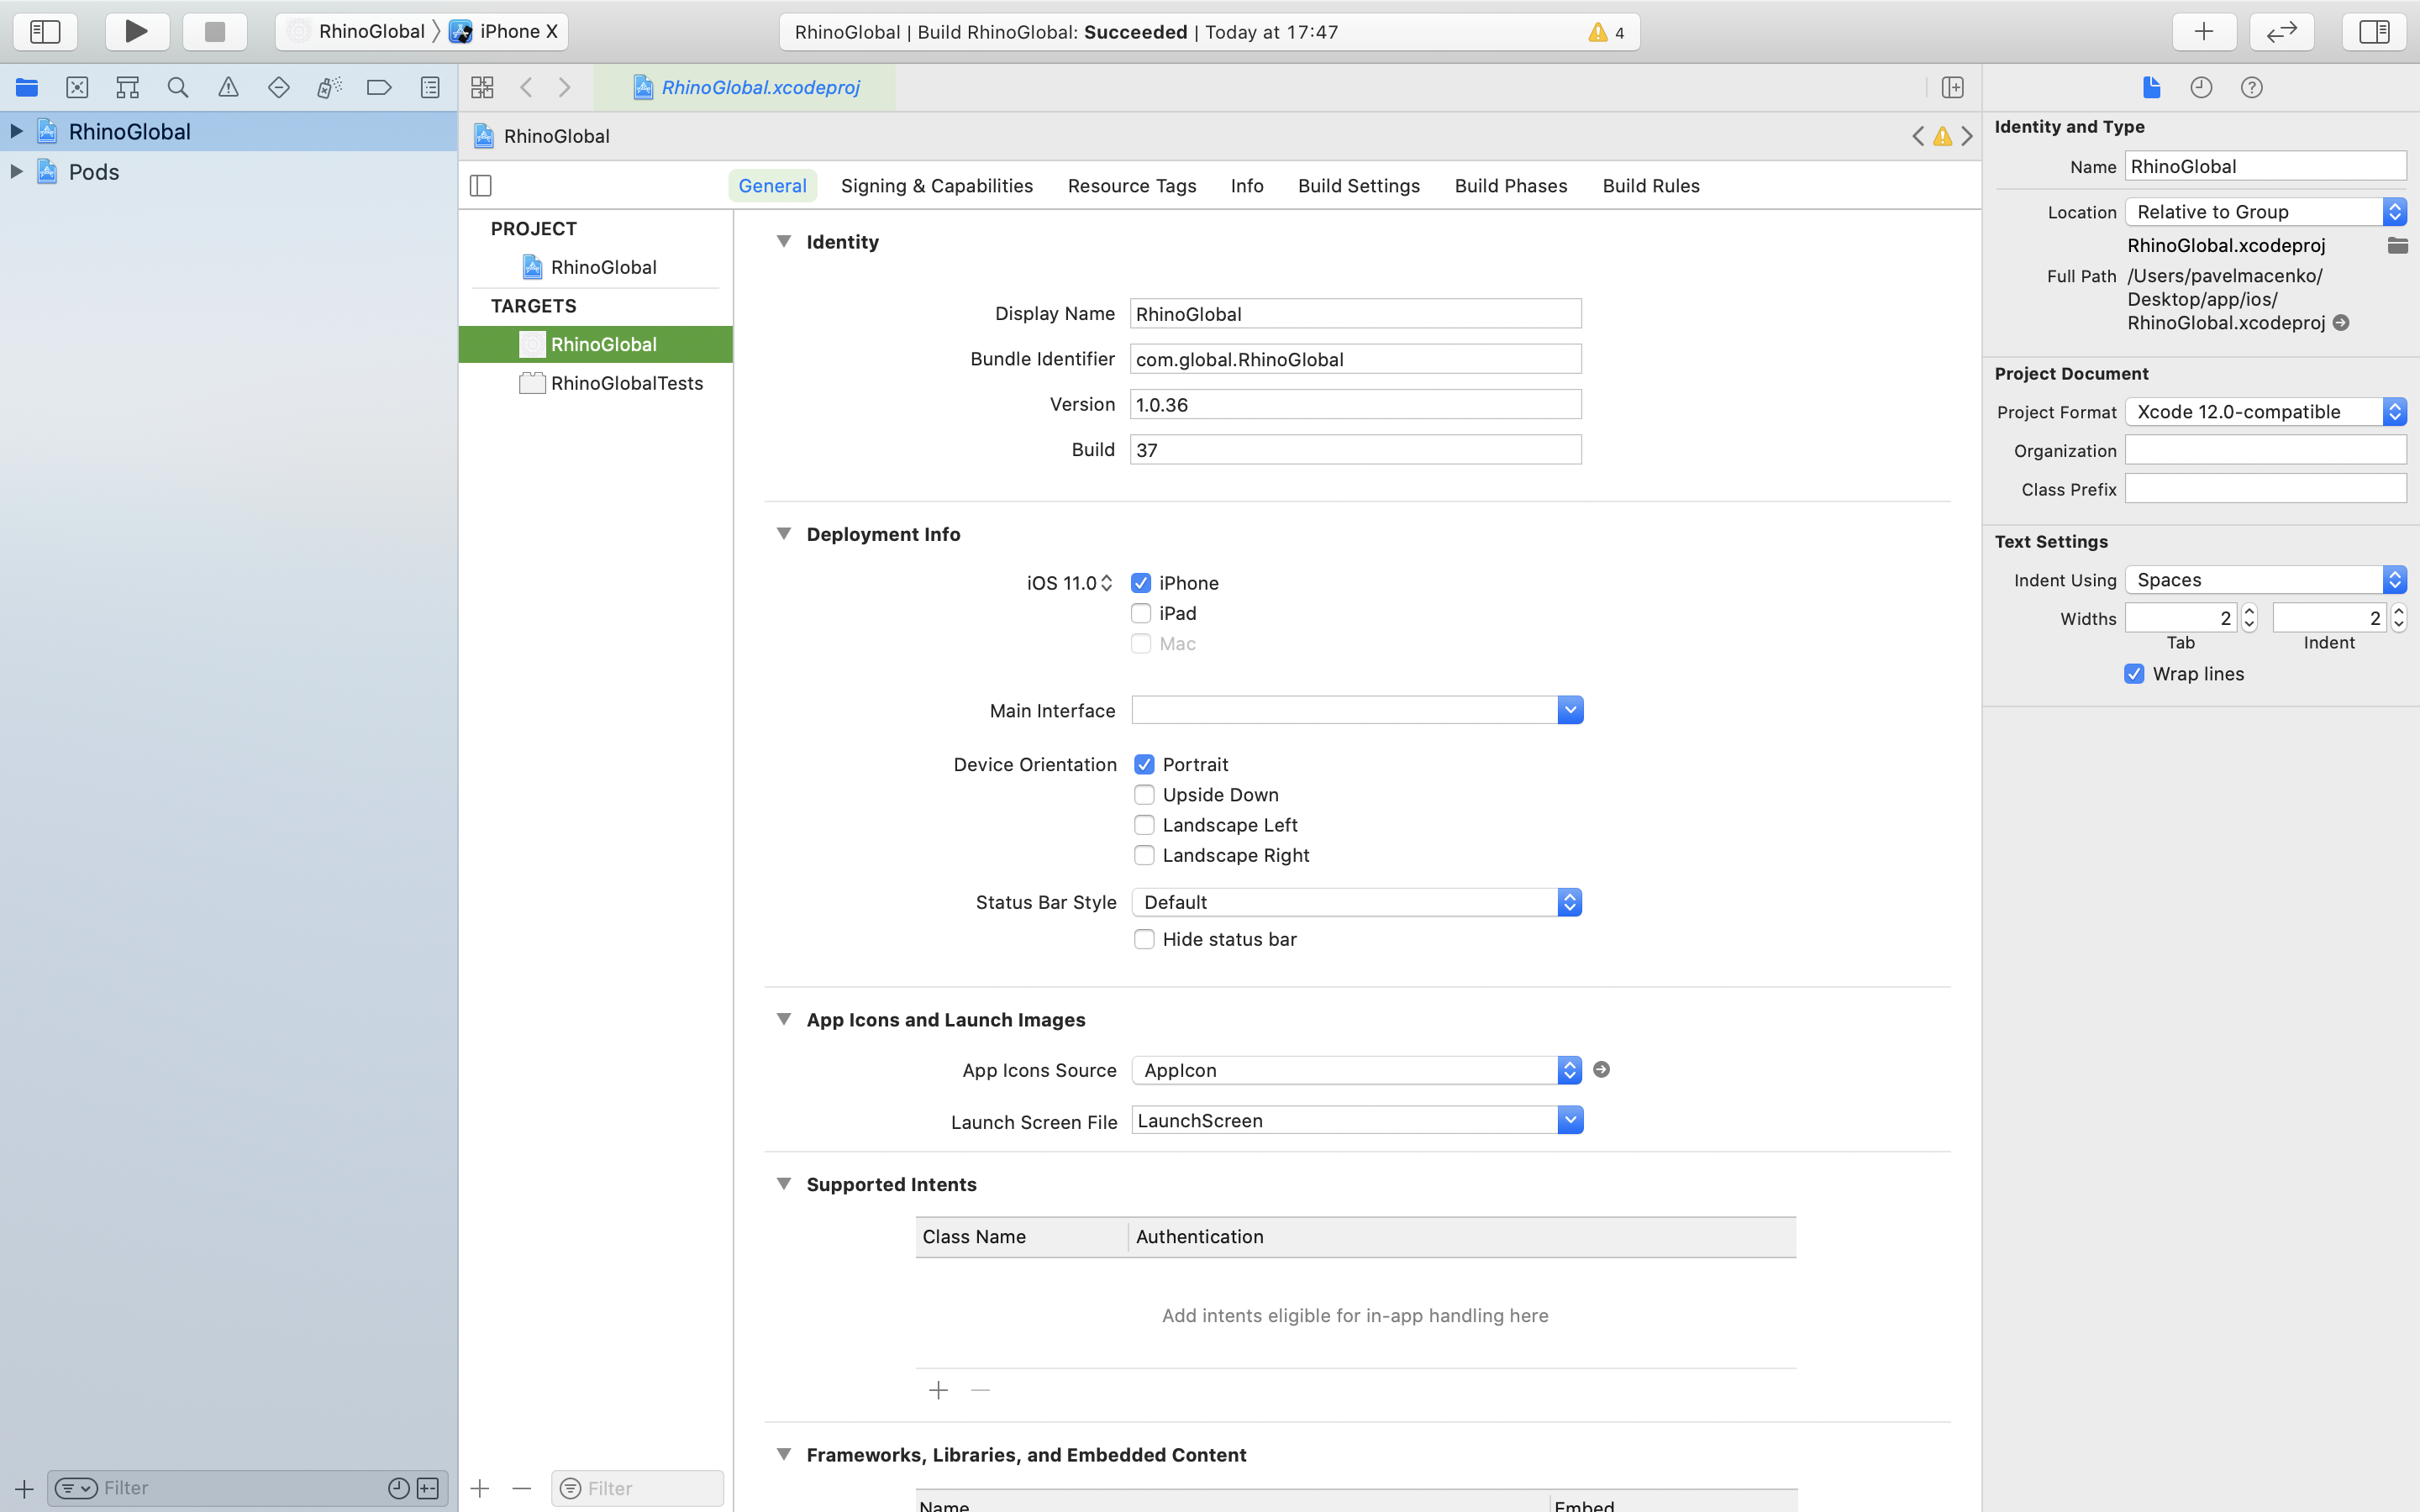 RhinoGlobal iPhone X
RhinoGlobal | Build RhinoGlobal: Succeeded | Today at 17:47
4
RhinoGlobal.xcodeproj
RhinoGlobal
Pods
RhinoGlobal
General Signing & Capabilities Resource Tags Info Build Settings Build Phases Build Rules
PROJECT
RhinoGlobal
TARGETS
RhinoGlobal
RhinoGlobalTests
Identity
Display Name RhinoGlobal
Bundle Identifier com.global.RhinoGlobal
Version 1.0.36
Build 37
Deployment Info
iOS 11.0 iPhone
iPad
Mac
Main Interface
Device Orientation Portrait
Upside Down
Landscape Left
Landscape Right
Status Bar Style Default
Hide status bar
App Icons and Launch Images
App Icons Source AppIcon
Launch Screen File LaunchScreen
Supported Intents
Class Name Authentication
Add intents eligible for in-app handling here
Frameworks, Libraries, and Embedded Content
Name Embed
Identity and Type
Name RhinoGlobal
Location Relative to Group
RhinoGlobal.xcodeproj
Full Path /Users/pavelmacenko/
Desktop/app/ios/
RhinoGlobal.xcodeproj
Project Document
Project Format Xcode 12.0-compatible
Organization
Class Prefix
Text Settings
Indent Using Spaces
Widths 2 2
Tab Indent
Wrap lines
Filter
Filter